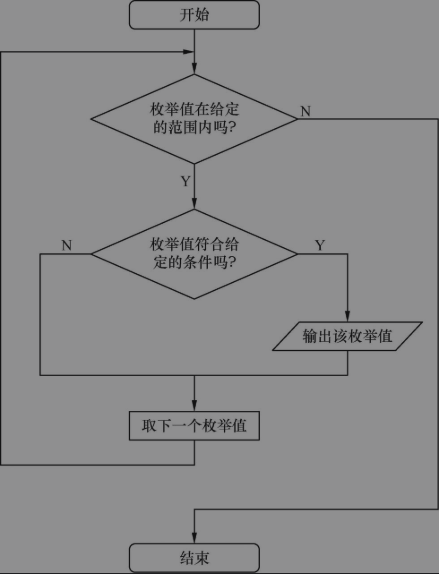 开始
枚举值在给定
的范围内吗?
N
Y
枚举值符合给
定的条件吗?
N
Y
输出该枚举值
取下一个枚举值
结束